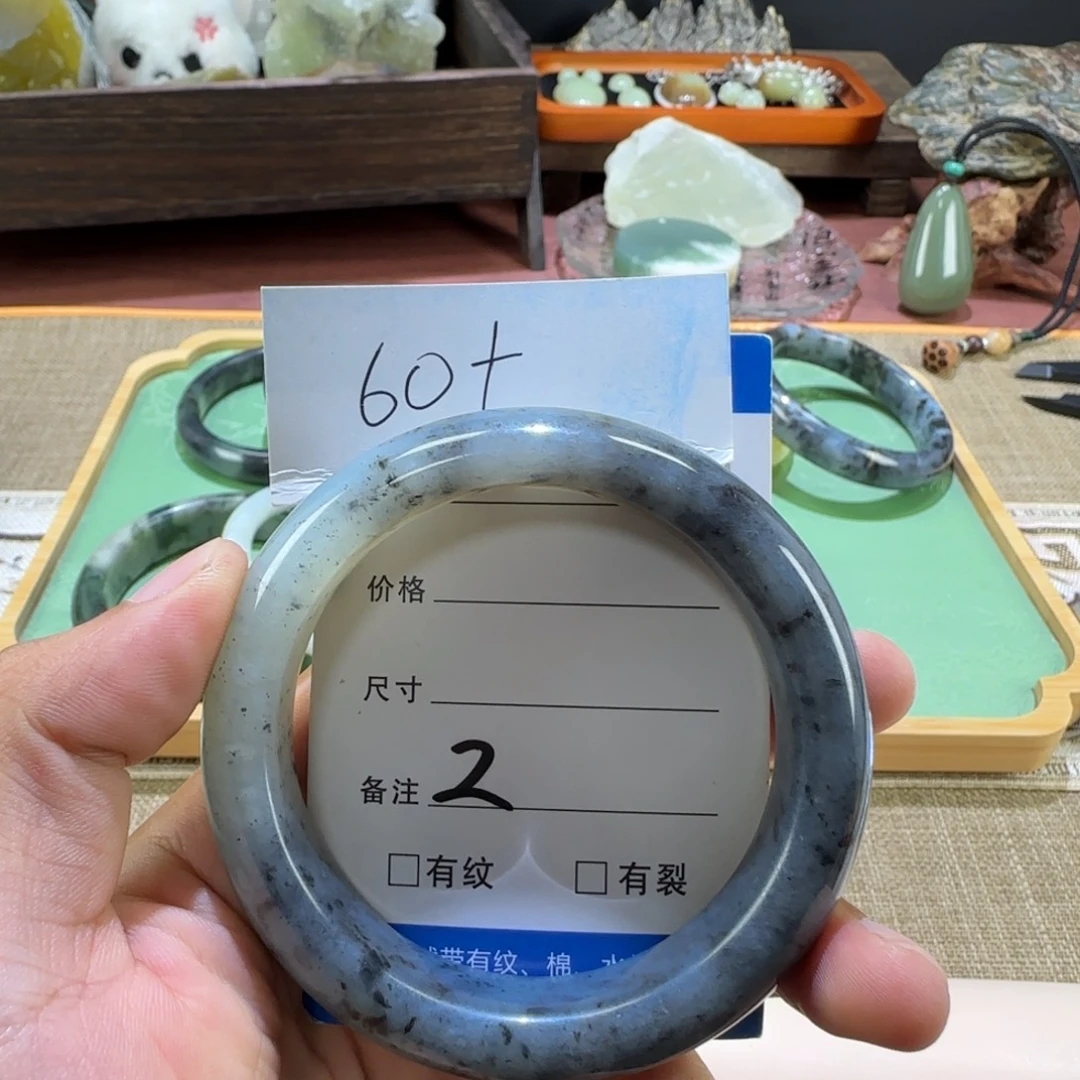 60+
价格
尺寸
备注 2
□有纹 □有裂
带有纹、棉、水